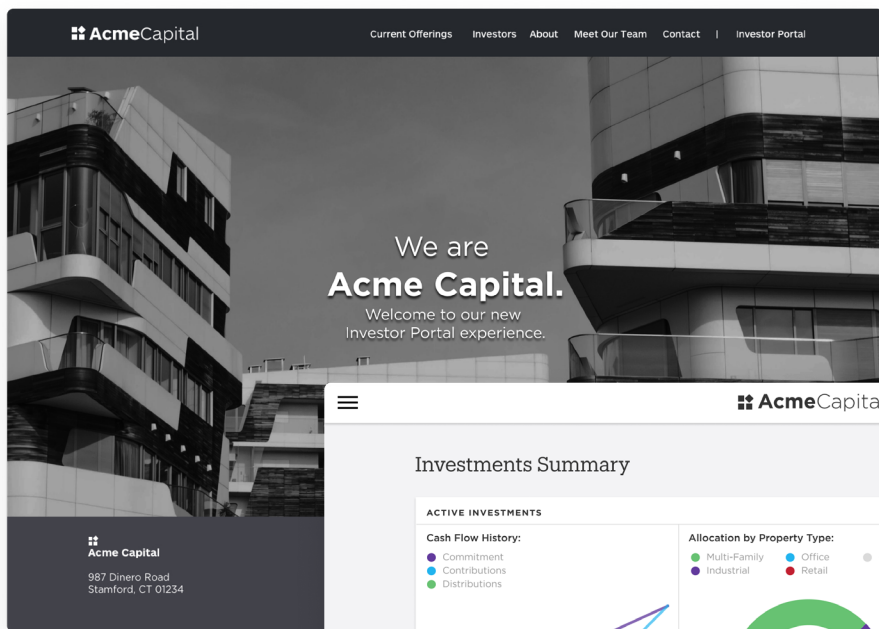 AcmeCapital
Current Offerings Investors About Meet Our Team Contact | Investor Portal
We are
Acme Capital.
Welcome to our new
Investor Portal experience.
Acme Capital
987 Dinero Road
Stamford, CT 01234
AcmeCapita
Investments Summary
ACTIVE INVESTMENTS
Cash Flow History:
Commitment
Contributions
Distributions
Allocation by Property Type:
Multi-Family Office
Industrial Retail